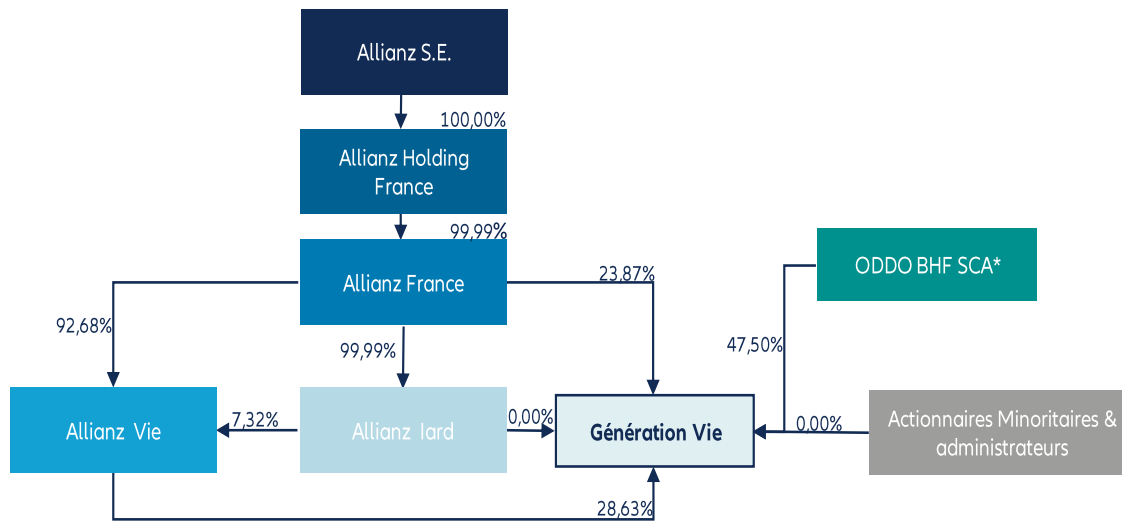 Allianz S.E.
100,00%
Allianz Holding
France
99,99%
Allianz France
23,87%
ODDO BHF SCA*
92,68%
99,99%
47,50%
Allianz Vie
7,32%
Allianz Iard
0,00%
Génération Vie
0,00%
Actionnaires Minoritaires &
administrateurs
28,63%